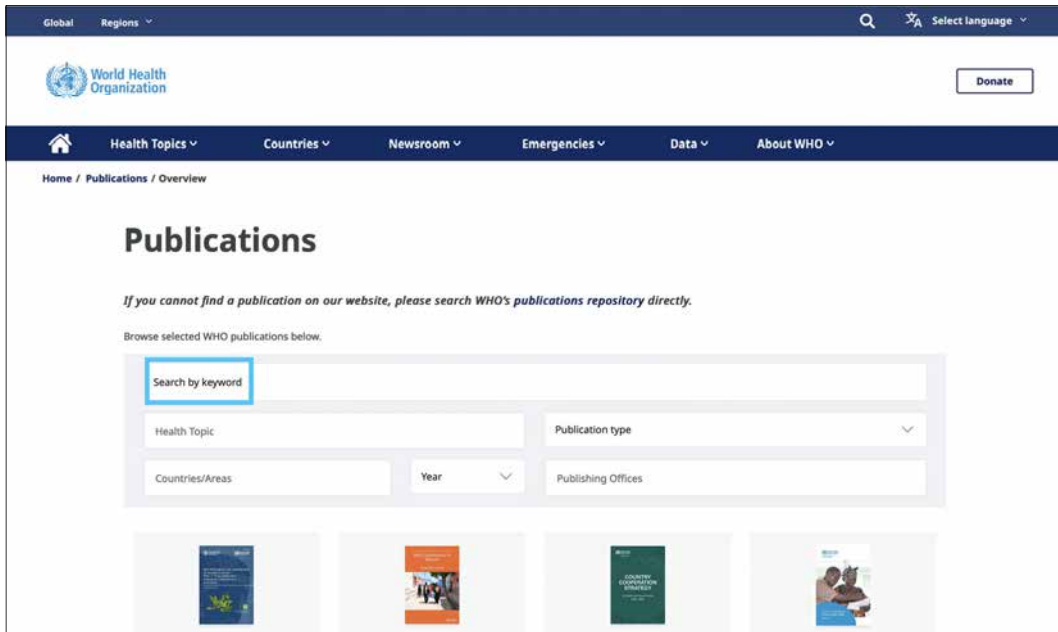 Global Regions Select language
World Health
Organization
Donate
Health Topics Countries Newsroom Emergencies Data About WHO
Home / Publications / Overview
Publications
If you cannot find a publication on our website, please search WHO's publications repository directly.
Browse selected WHO publications below.
Search by keyword
Health Topic Publication type
Countries/Areas Year Publishing Offices
COUNTRY
COOPERATION
STRATEGY